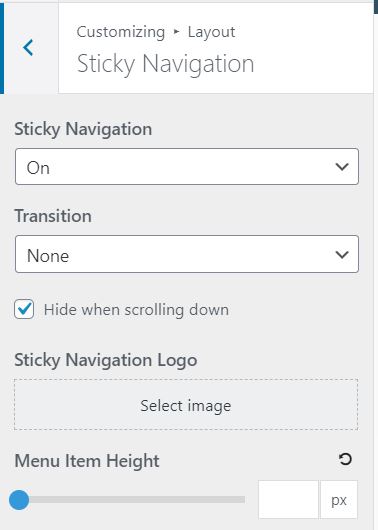 Customizing ▸ Layout
Sticky Navigation
Sticky Navigation
On
Transition
None
Hide when scrolling down
Sticky Navigation Logo
Select image
Menu Item Height
px